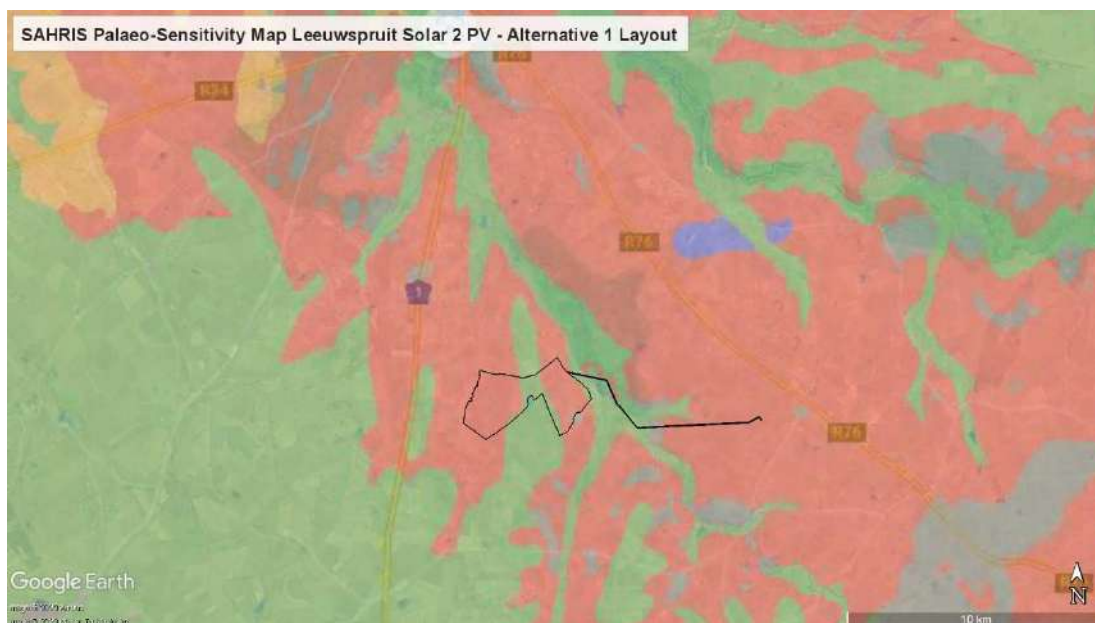 SAHRIS Palaeo-Sensitivity Map Leeuwspruit Solar 2 PV - Alternative 1 Layout
R34
R76
R76
1
R76
Google Earth
N
10 km